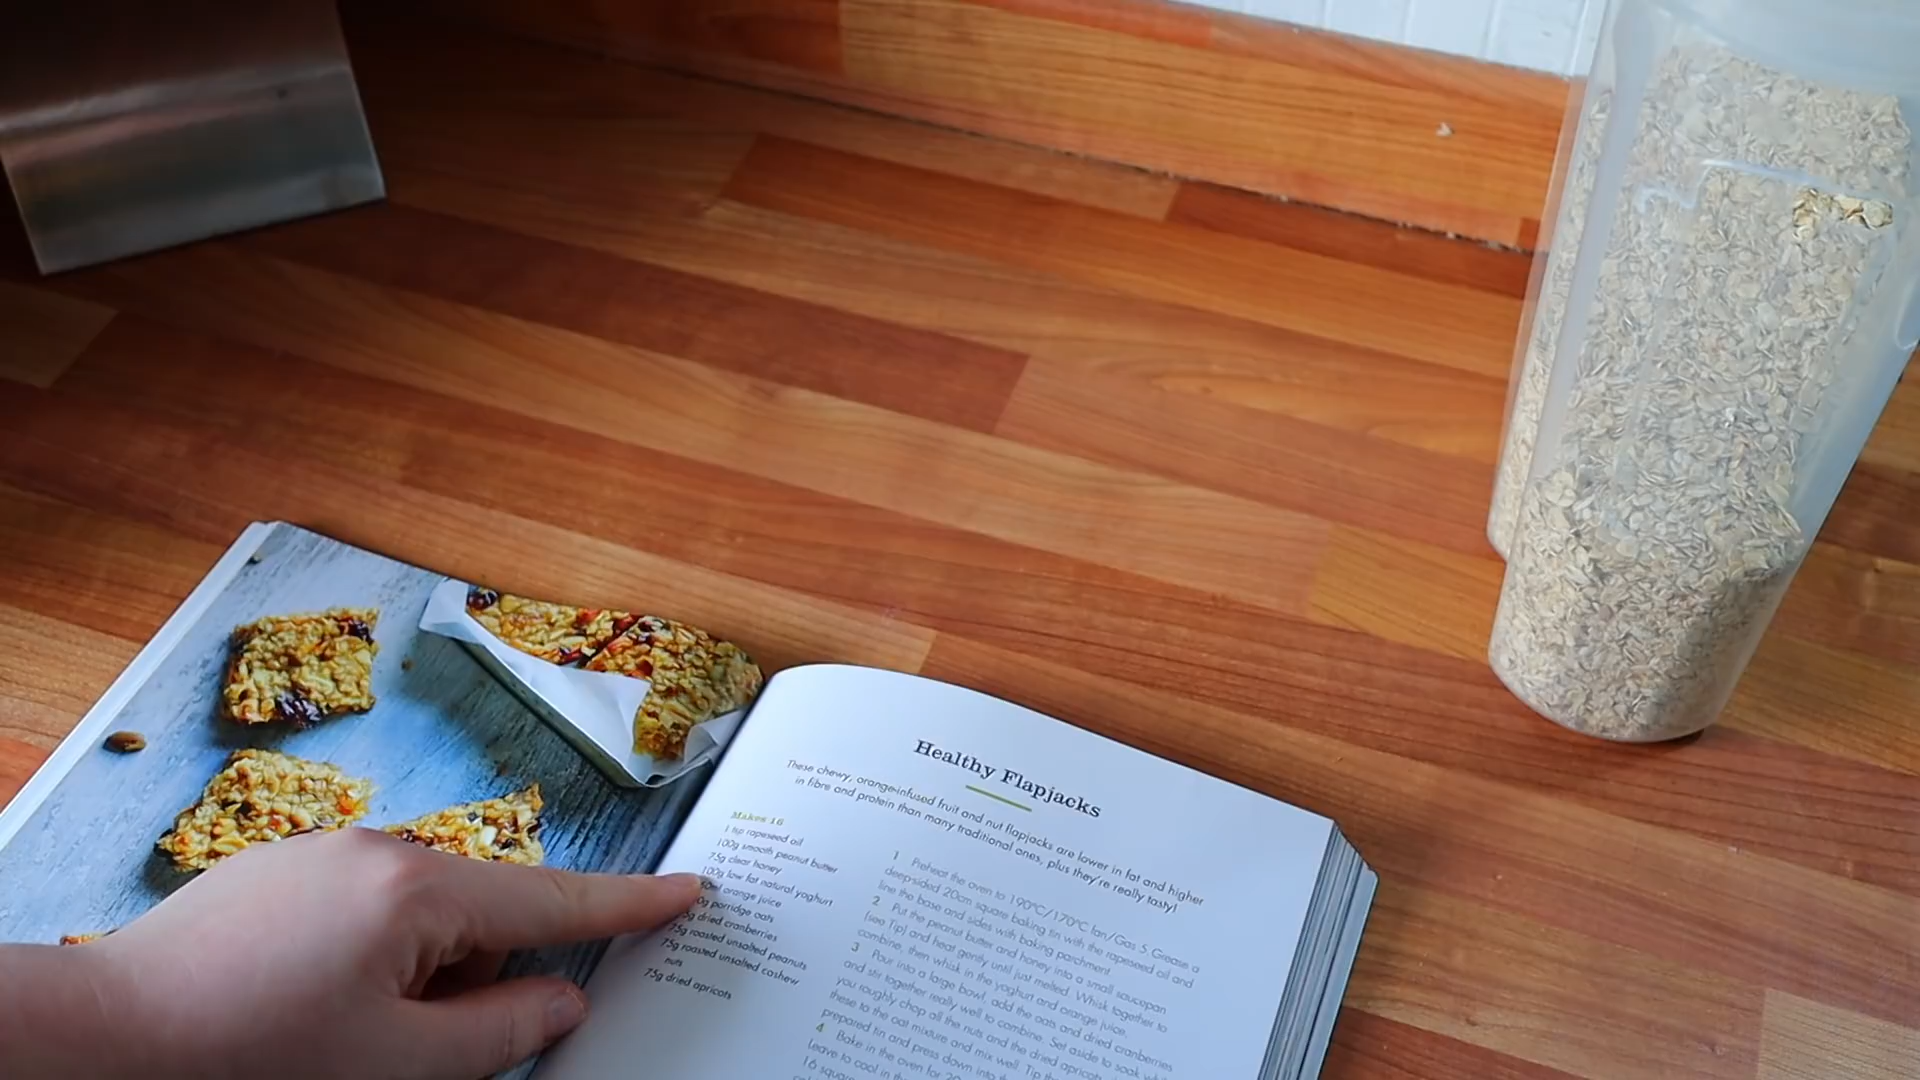 Healthy Flapjacks
These chewy, orange-infused fruit and nut flapjacks are lower in fat and higher
in fibre and protein than many traditional ones, plus they're really tasty!
Makes 16
1 tsp rapeseed oil
100g smooth peanut butter
75g clear honey
100g low fat natural yoghurt
orange juice
porridge oats
dried cranberries
75g roasted unsalted peanuts
75g roasted unsalted cashew
nuts
75g dried apricots
1 Preheat the oven to 190°C/170°C fan/Gas 5. Grease a
deep-sided 20cm square baking tin with the rapeseed oil and
line the base and sides with baking parchment.
2 Put the peanut butter and honey into a small saucepan
(see Tip) and heat gently until just melted. Whisk together to
combine, then whisk in the yoghurt and orange juice.
3 Pour into a large bowl, add the oats and dried cranberries
and stir together really well to combine. Set aside to soak
you roughly chop all the nuts and the dried apricots.
these to the oat mixture and mix well. Tip
prepared tin and press down into
4 Bake in the oven for
leave to cool in
16